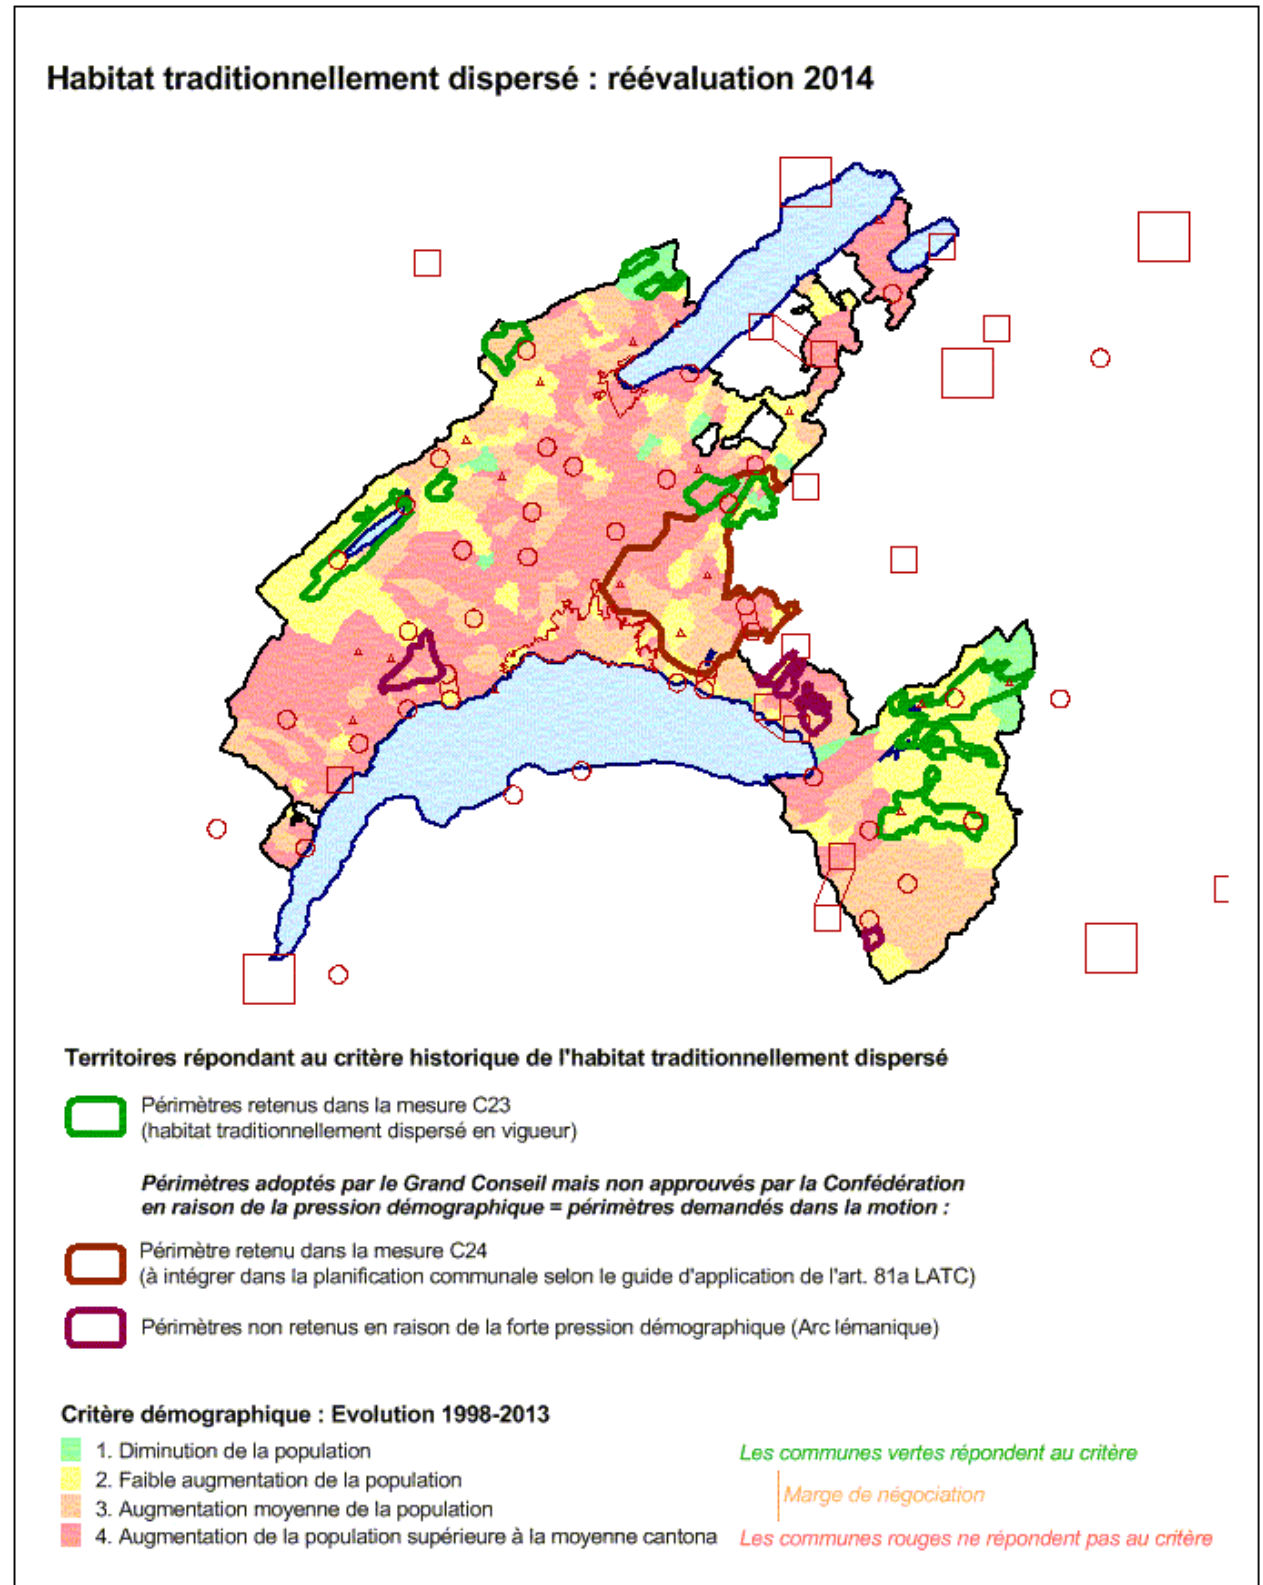 Habitat traditionnellement dispersé : réévaluation 2014
Territoires répondant au critère historique de l'habitat traditionnellement dispersé
Périmètres retenus dans la mesure C23
(habitat traditionnellement dispersé en vigueur)
Périmètres adoptés par le Grand Conseil mais non approuvés par la Confédération
en raison de la pression démographique = périmètres demandés dans la motion :
Périmètre retenu dans la mesure C24
(à intégrer dans la planification communale selon le guide d'application de l'art. 81a LATC)
Périmètres non retenus en raison de la forte pression démographique (Arc lémanique)
Critère démographique : Evolution 1998-2013
1. Diminution de la population
Les communes vertes répondent au critère
2. Faible augmentation de la population
Marge de négociation
3. Augmentation moyenne de la population
4. Augmentation de la population supérieure à la moyenne cantona
Les communes rouges ne répondent pas au critère